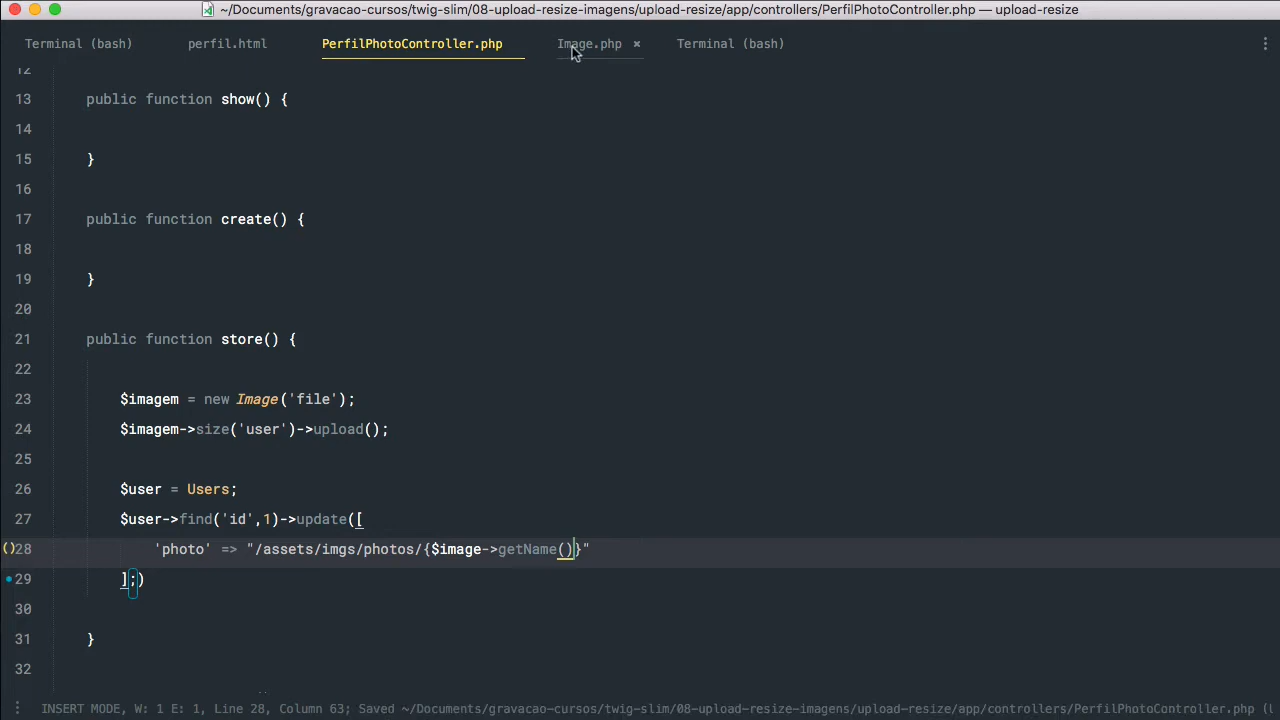 ~/Documents/gravacao-cursos/twig-slim/08-upload-resize-imagens/upload-resize/app/controllers/PerfilPhotoController.php — upload-resize
Terminal (bash) perfil.html PerfilPhotoController.php Image.php × Terminal (bash)
12
13 public function show() {
14
15 }
16
17 public function create() {
18
19 }
20
21 public function store() {
22
23 $imagem = new Image('file');
24 $imagem->size('user')->upload();
25
26 $user = Users;
27 $user->find('id',1)->update([
28 'photo' => "/assets/imgs/photos/{$image->getName()}"
29 ];)
30
31 }
32
INSERT MODE, W: 1 E: 1, Line 28, Column 63; Saved ~/Documents/gravacao-cursos/twig-slim/08-upload-resize-imagens/upload-resize/app/controllers/PerfilPhotoController.php (